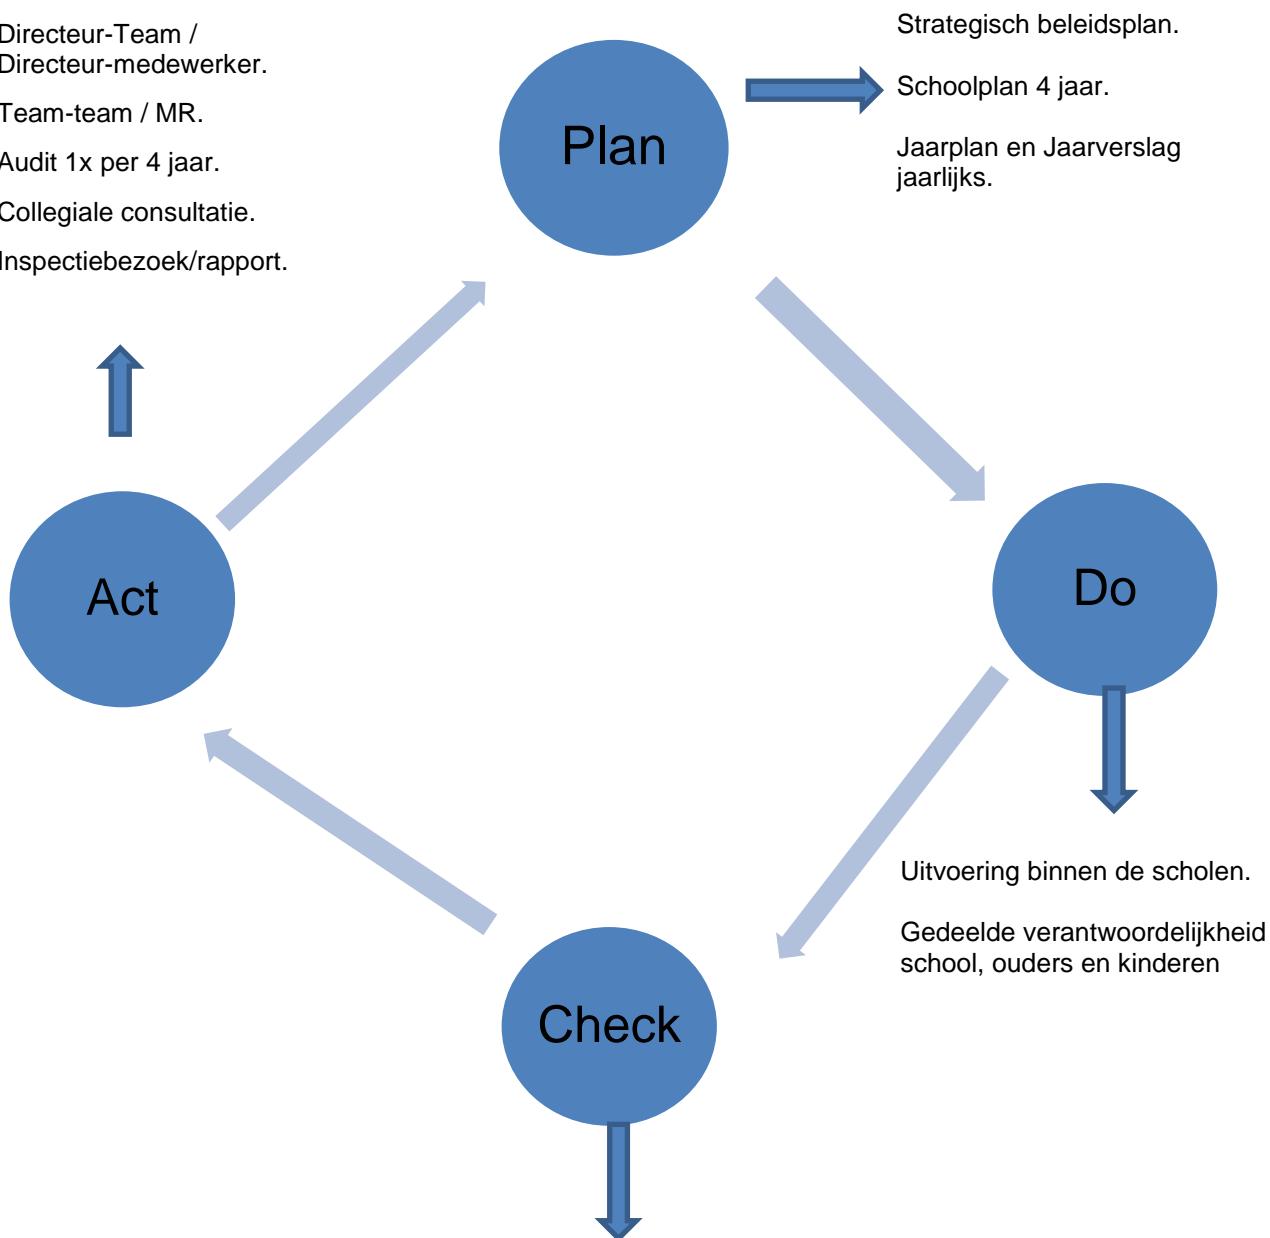 Directeur-Team /
Directeur-medewerker.
Team-team / MR.
Audit 1x per 4 jaar.
Collegiale consultatie.
Inspectiebezoek/rapport.
Plan
Strategisch beleidsplan.
Schoolplan 4 jaar.
Jaarplan en Jaarverslag
jaarlijks.
Act
Do
Uitvoering binnen de scholen.
Gedeelde verantwoordelijkheid
school, ouders en kinderen
Check